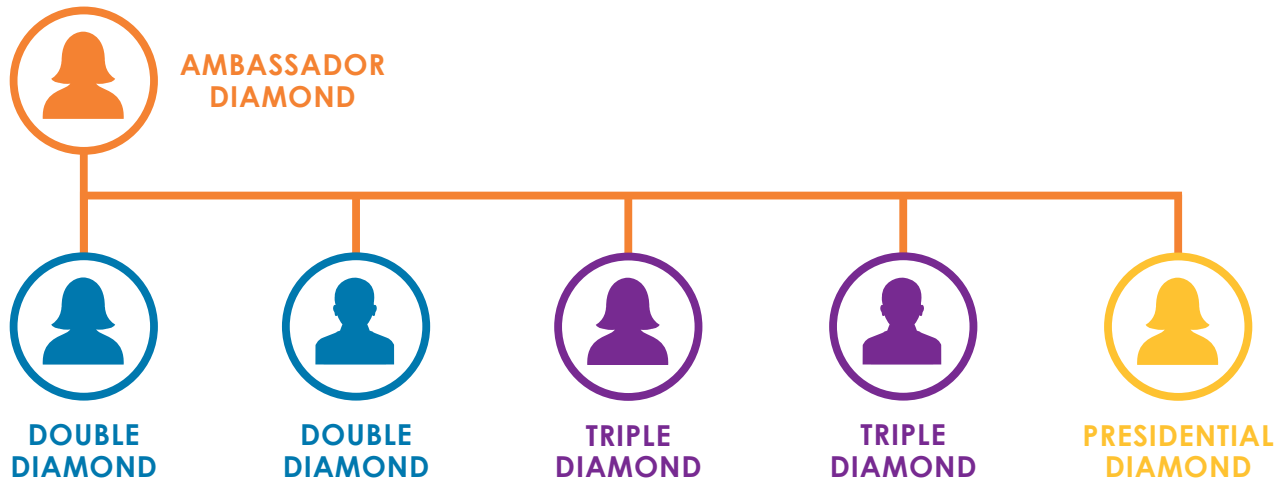 AMBASSADOR
DIAMOND
DOUBLE
DIAMOND
DOUBLE
DIAMOND
TRIPLE
DIAMOND
TRIPLE
DIAMOND
PRESIDENTIAL
DIAMOND